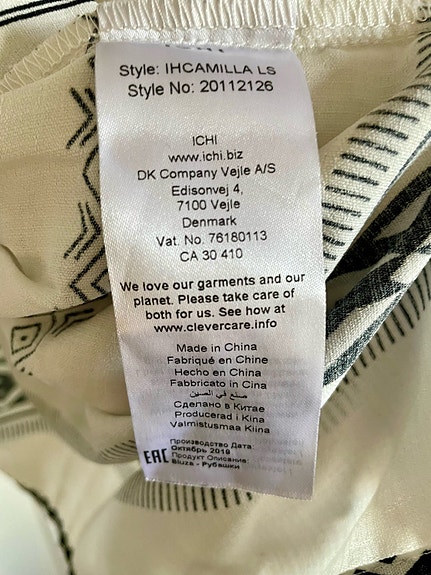 ICHI
Style: IHCAMILLA LS
Style No: 20112126
ICHI
www.ichi.biz
DK Company Vejle A/S
Edisonvej 4,
7100 Vejle
Denmark
Vat. No. 76180113
CA 30 410
We love our garments and our
planet. Please take care of
both for us. See how at
www.clevercare.info
Made in China
Fabriqué en Chine
Hecho en China
Fabbricato in Cina
صنع في الصين
Сделано в Китае
Producerad i Kina
Valmistusmaa Kiina
Производство Дата:
Октябрь 2019
EAC Продукт Описание:
Bluza - Рубашки